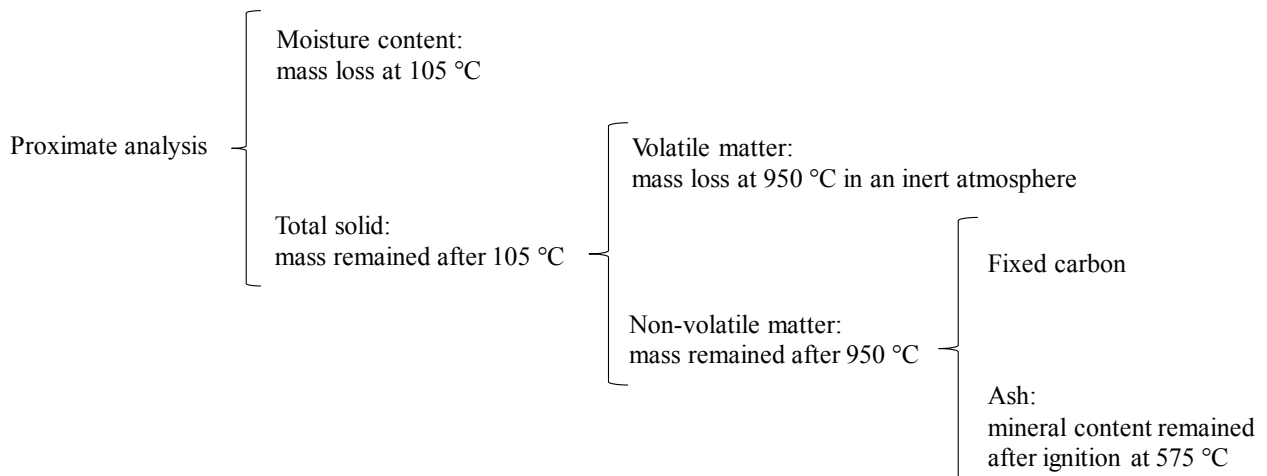 Moisture content:
mass loss at 105 °C
Proximate analysis
Volatile matter:
mass loss at 950 °C in an inert atmosphere
Total solid:
mass remained after 105 °C
Fixed carbon
Non-volatile matter:
mass remained after 950 °C
Ash:
mineral content remained
after ignition at 575 °C